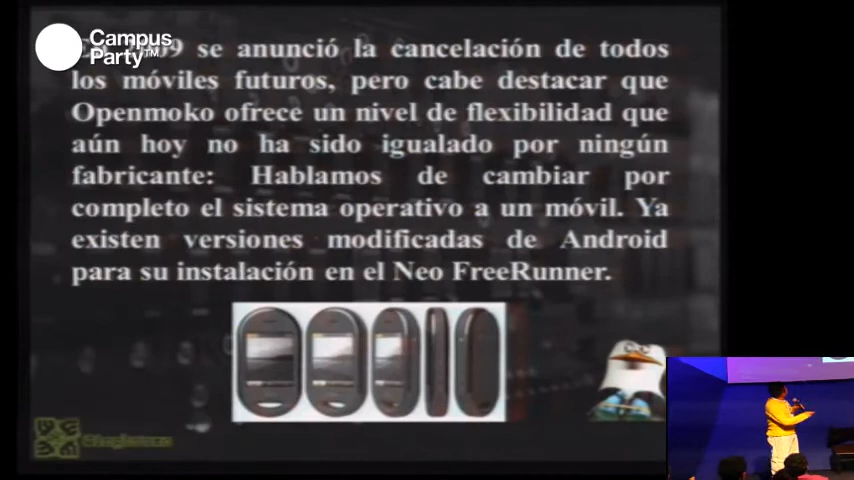 Campus
Party™
se anunció la cancelación de todos
los móviles futuros, pero cabe destacar que
Openmoko ofrece un nivel de flexibilidad que
aún hoy no ha sido igualado por ningún
fabricante: Hablamos de cambiar por
completo el sistema operativo a un móvil. Ya
existen versiones modificadas de Android
para su instalación en el Neo FreeRunner.